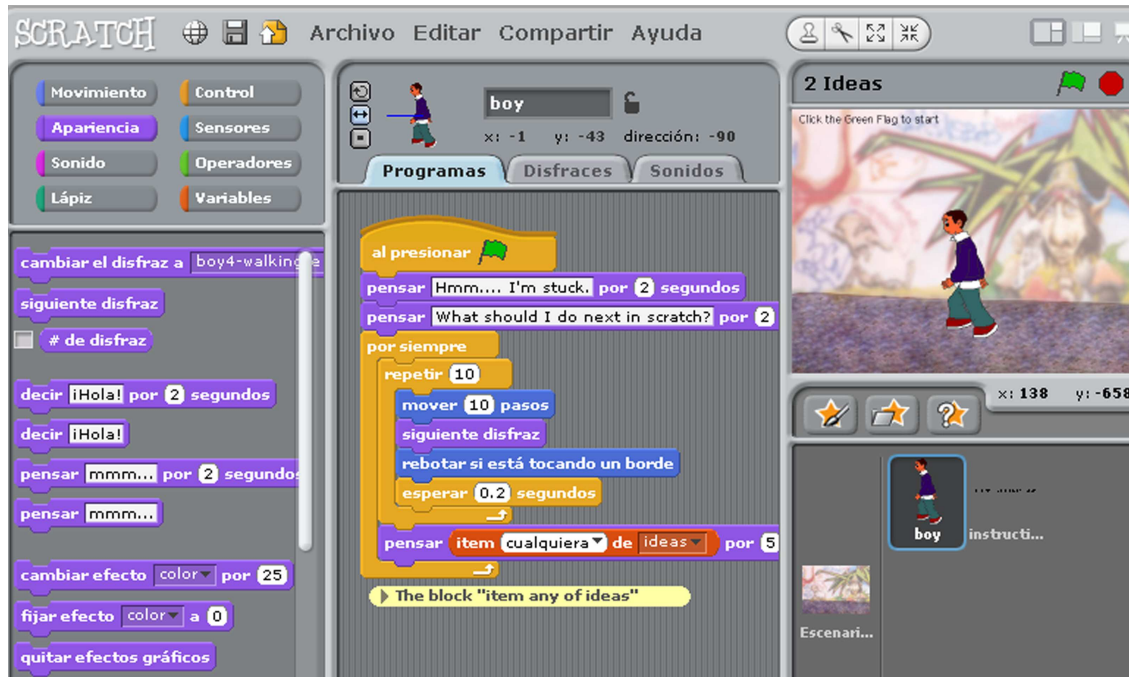 SCRATCH Archivo Editar Compartir Ayuda
Movimiento Control
Apariencia Sensores
Sonido Operadores
Lápiz Variables
cambiar el disfraz a boy4-walking e
siguiente disfraz
# de disfraz
decir ¡Hola! por 2 segundos
decir ¡Hola!
pensar mmm... por 2 segundos
pensar mmm...
cambiar efecto color por 25
fijar efecto color a 0
quitar efectos gráficos
boy
x: -1 y: -43 dirección: -90
Programas Disfraces Sonidos
al presionar
pensar Hmm.... I'm stuck. por 2 segundos
pensar What should I do next in scratch? por 2
por siempre
repetir 10
mover 10 pasos
siguiente disfraz
rebotar si está tocando un borde
esperar 0.2 segundos
pensar item cualquiera de ideas por 5
The block "item any of ideas"
2 Ideas
Click the Green Flag to start
x: 138 y: -658
boy
instructi...
Escenari...